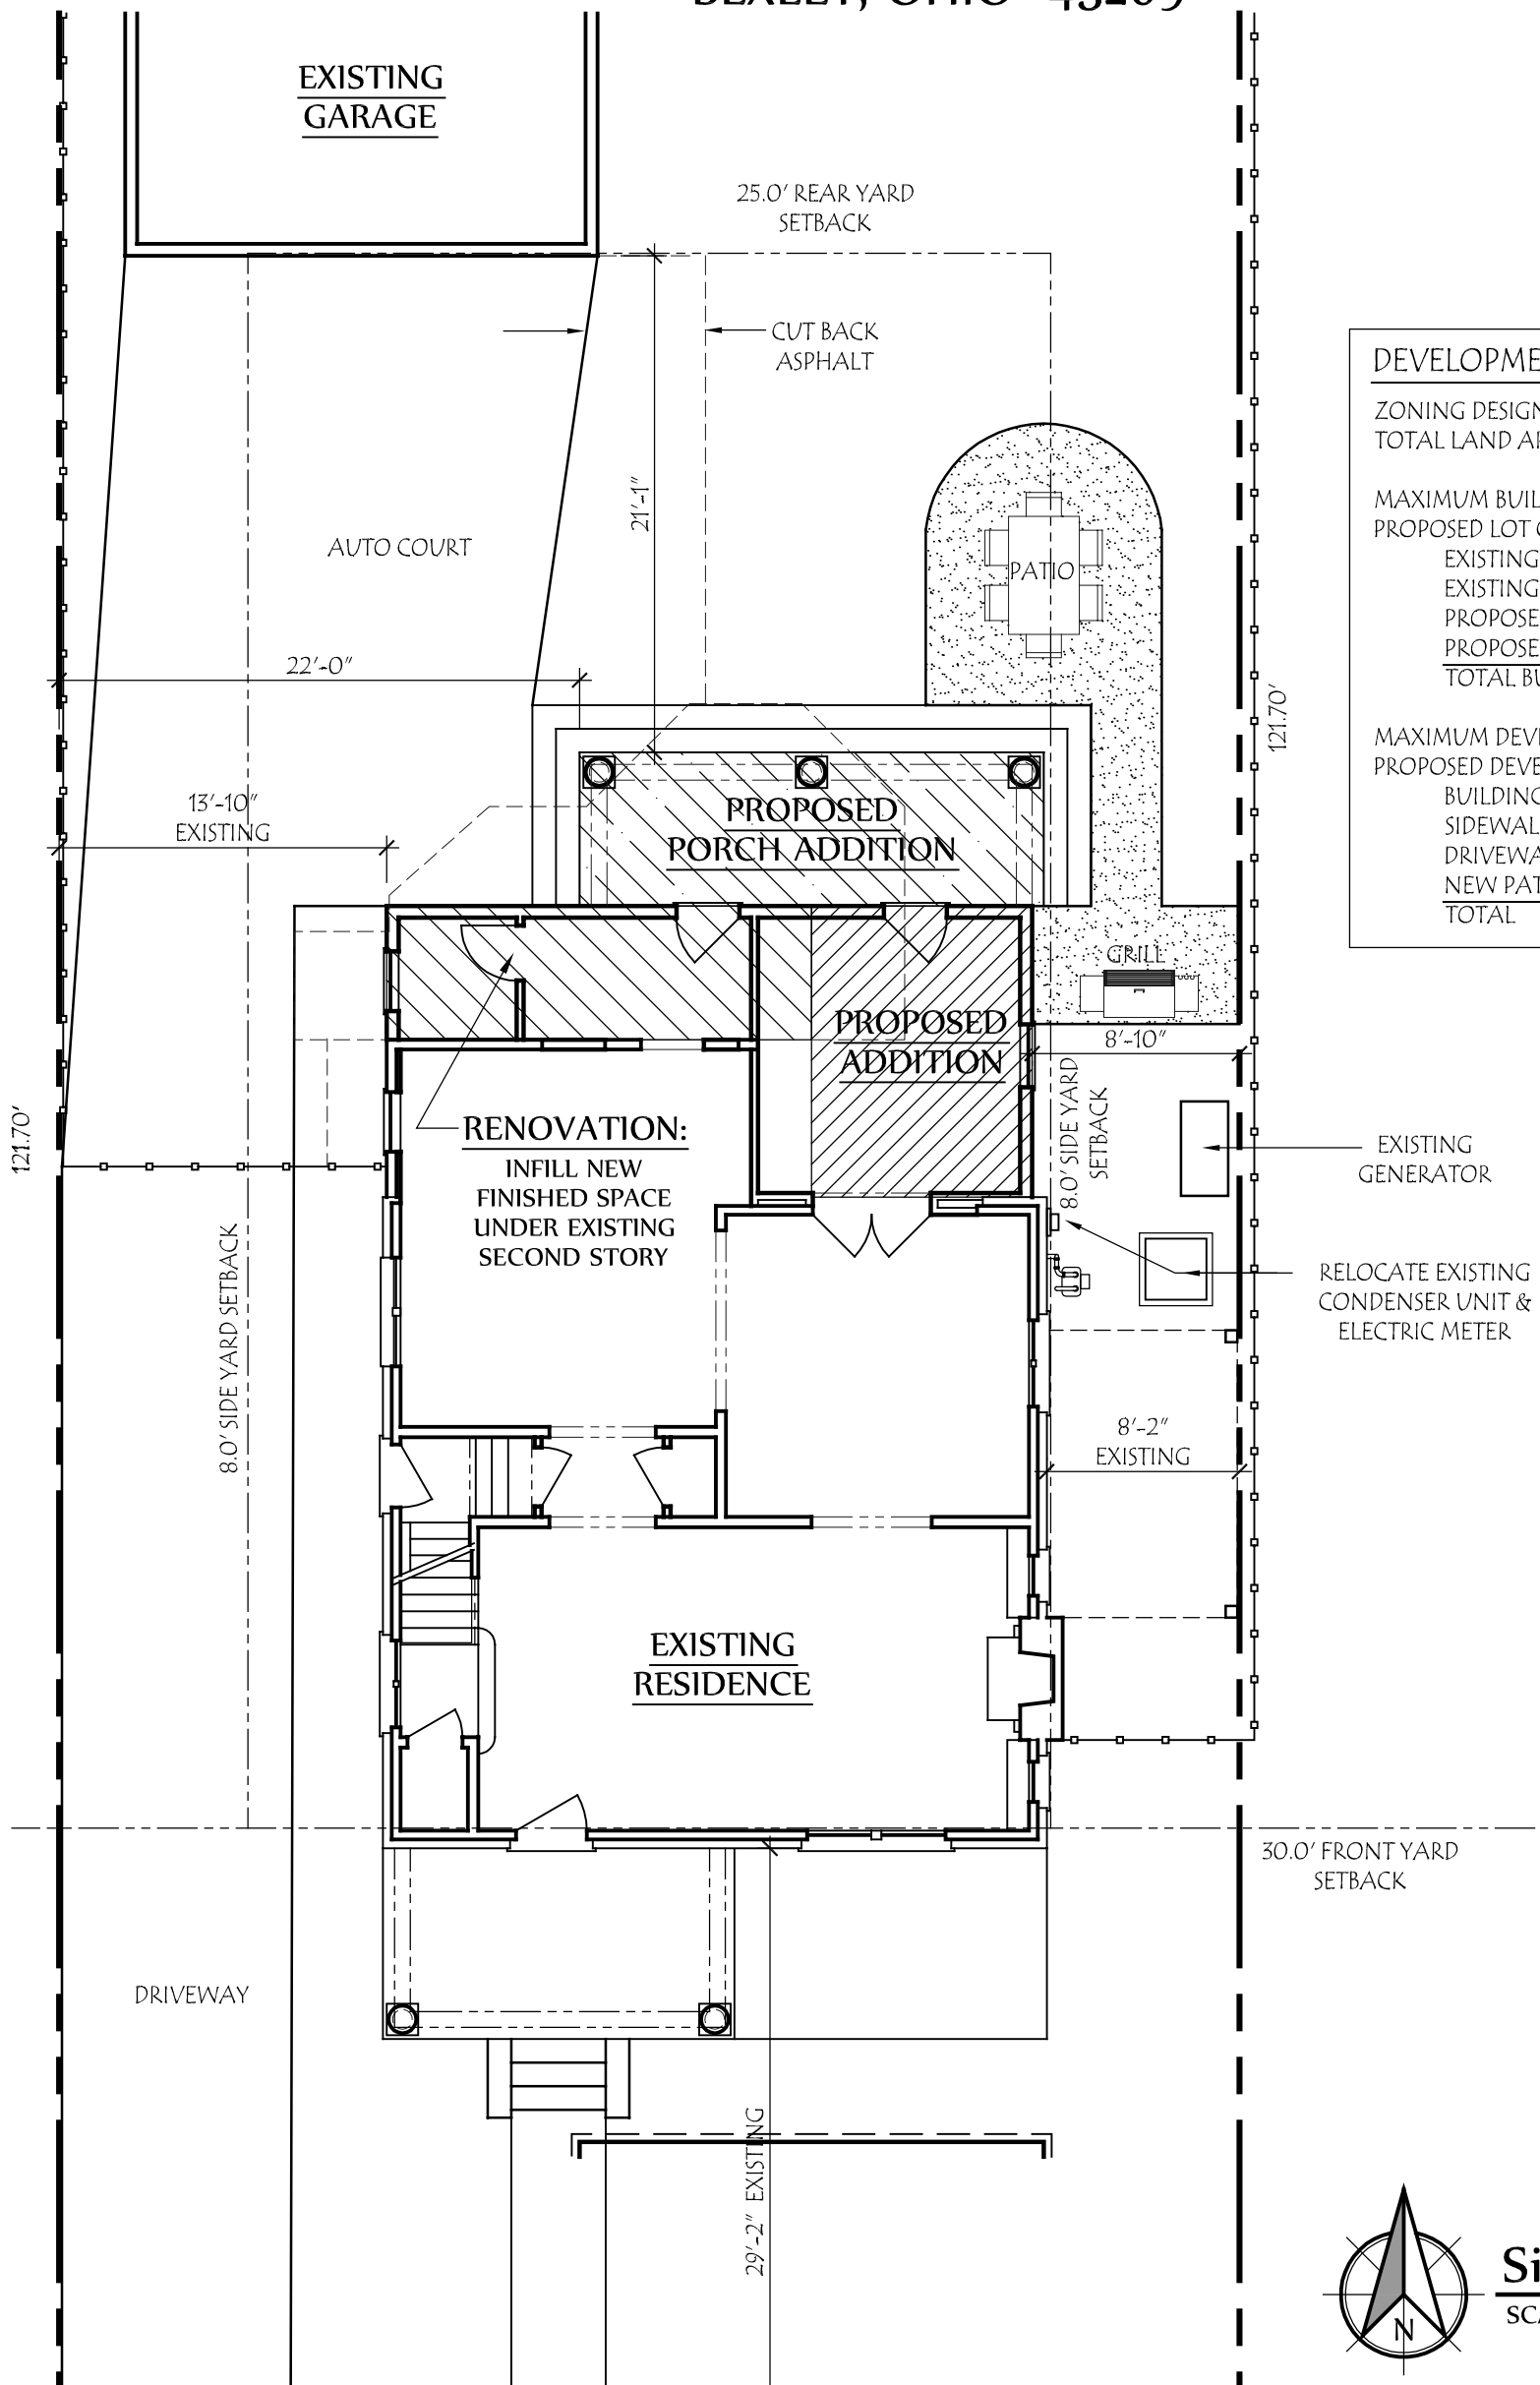 EXISTING
GARAGE
25.0' REAR YARD
SETBACK
CUT BACK
ASPHALT
21'-1"
AUTO COURT
PATIO
22'-0"
121.70'
13'-10"
EXISTING
PROPOSED
PORCH ADDITION
GRILL
PROPOSED
ADDITION
8'-10"
8.0' SIDE YARD
SETBACK
RENOVATION:
INFILL NEW
FINISHED SPACE
UNDER EXISTING
SECOND STORY
121.70'
EXISTING
GENERATOR
RELOCATE EXISTING
CONDENSER UNIT &
ELECTRIC METER
8.0' SIDE YARD SETBACK
8'-2"
EXISTING
EXISTING
RESIDENCE
30.0' FRONT YARD
SETBACK
DRIVEWAY
29'-2" EXISTING
DEVELOPME
ZONING DESIGN
TOTAL LAND AR
MAXIMUM BUIL
PROPOSED LOT
EXISTING
EXISTING
PROPOSE
PROPOSE
TOTAL BU
MAXIMUM DEVE
PROPOSED DEVE
BUILDING
SIDEWAL
DRIVEWA
NEW PAT
TOTAL
N
Si
SCA